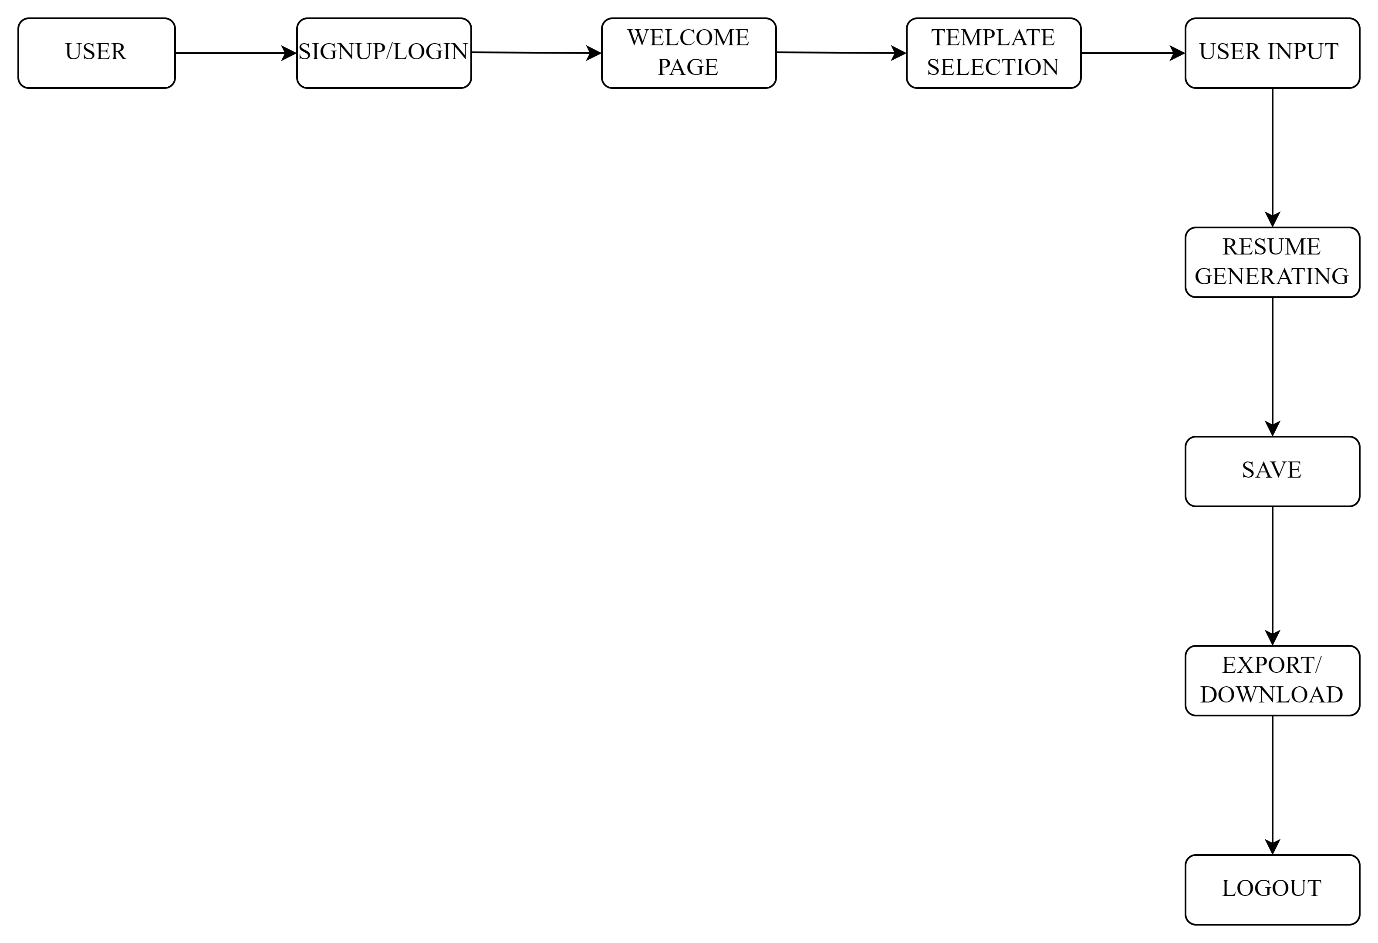 USER
SIGNUP/LOGIN
WELCOME
PAGE
TEMPLATE
SELECTION
USER INPUT
RESUME
GENERATING
SAVE
EXPORT/
DOWNLOAD
LOGOUT